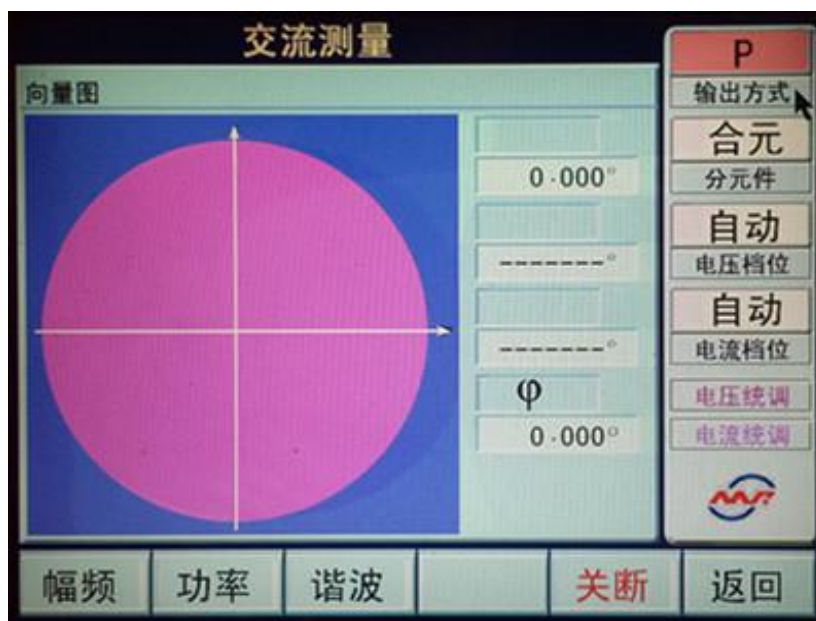 交流测量
向量图
0.000°
-------°
-------°
φ
0.000°
P
输出方式
合元
分元件
自动
电压档位
自动
电流档位
电压统调
电流统调
幅频
功率
谐波
关断
返回